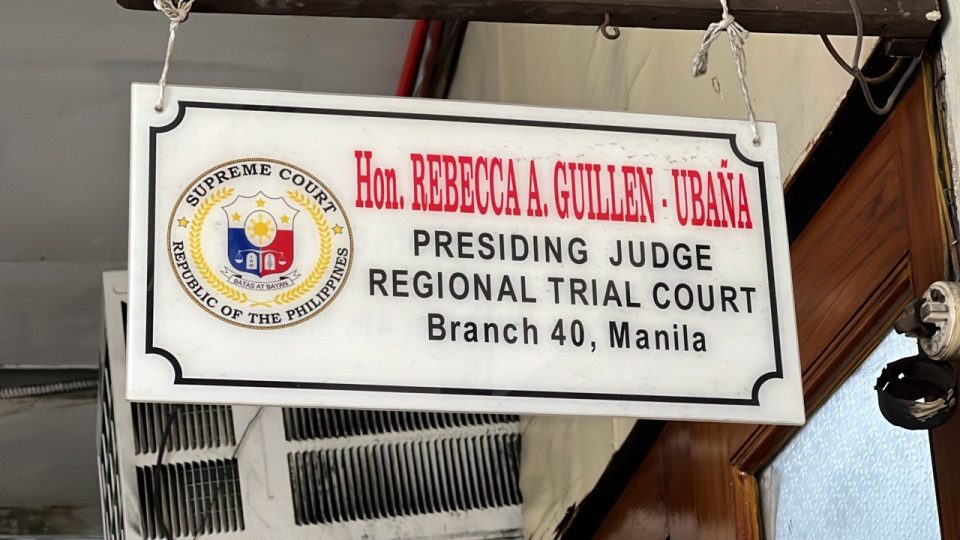 SUPREME COURT
REPUBLIC OF THE PHILIPPINES
BATAS AT BAYAN
Hon. REBECCA A. GUILLEN - UBAÑA
PRESIDING JUDGE
REGIONAL TRIAL COURT
Branch 40, Manila